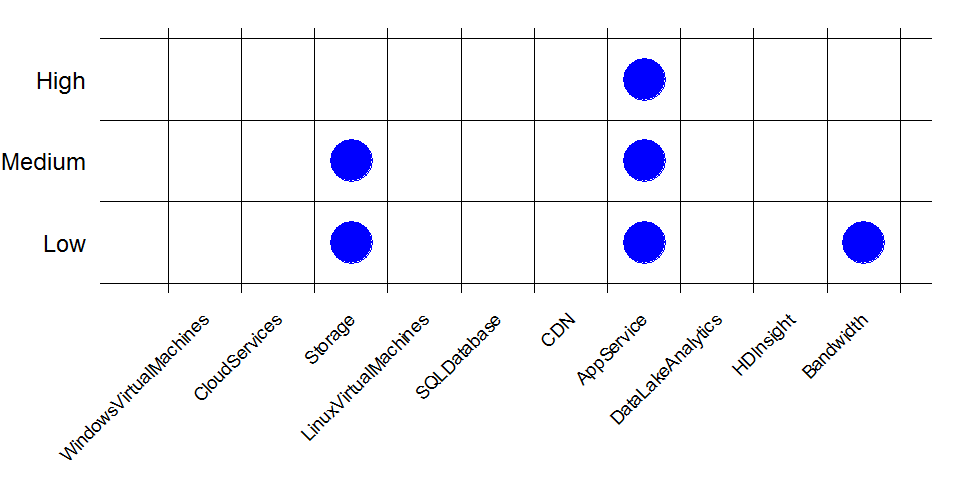 High
Medium
Low
WindowsVirtualMachines
CloudServices
Storage
LinuxVirtualMachines
SQLDatabase
CDN
AppService
DataLakeAnalytics
HDInsight
Bandwidth